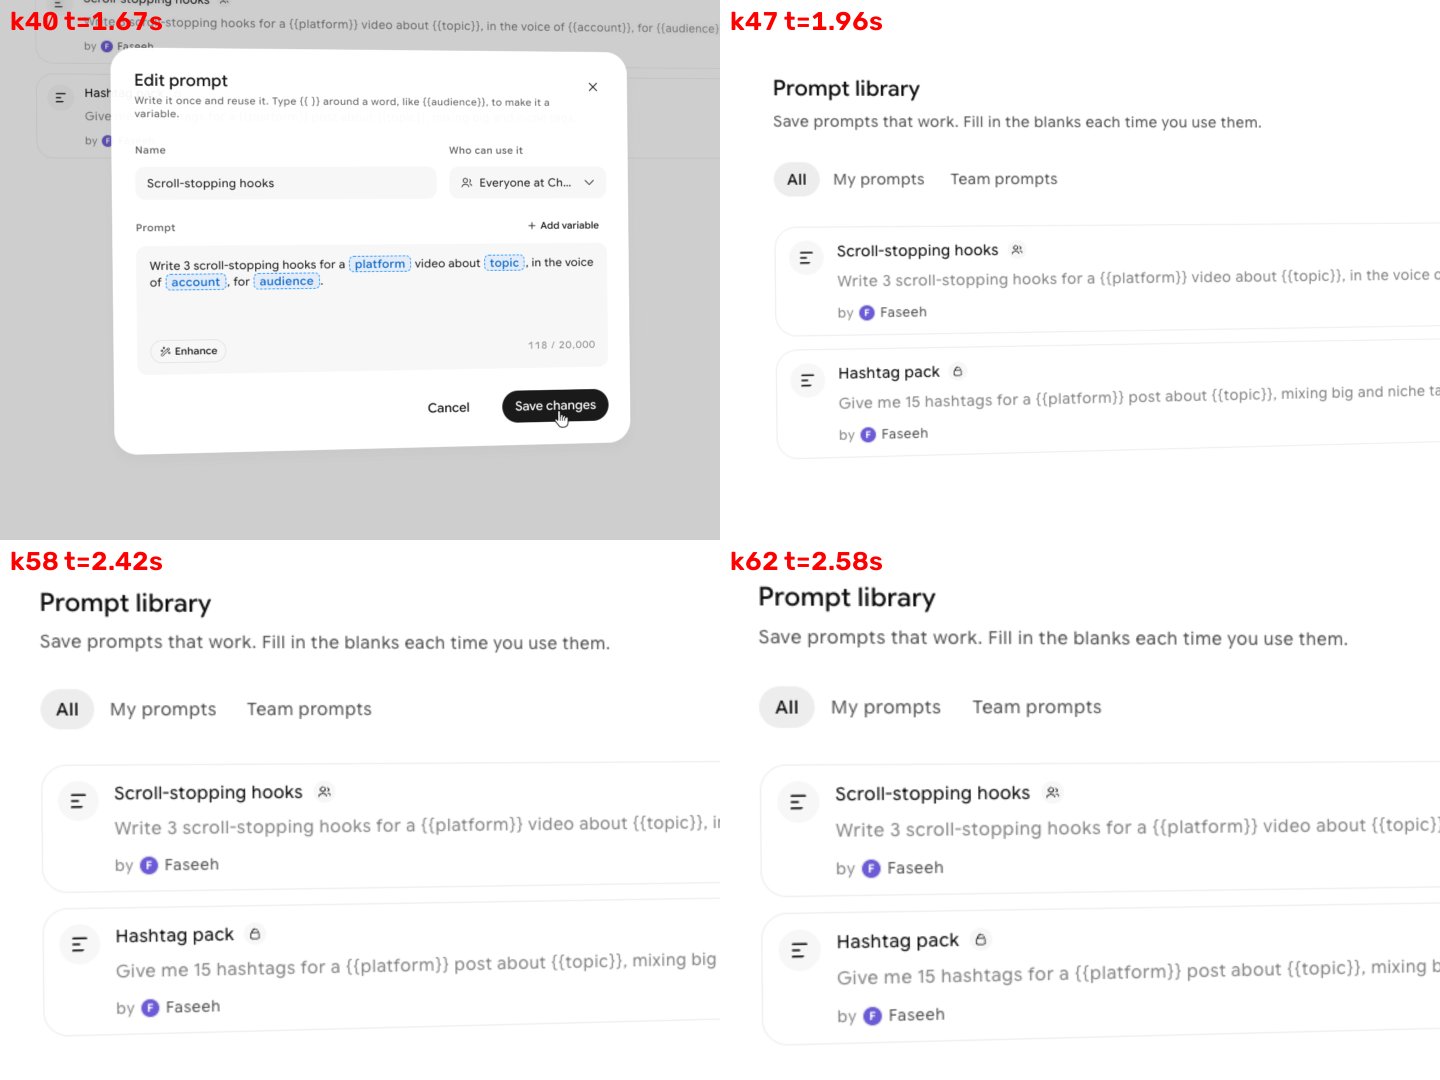 k40 t=1.67s
Scroll-stopping hooks
Write 3 scroll-stopping hooks for a {{platform}} video about {{topic}}, in the voice of {{account}}, for {{audience}
by F Faseeh
Hash
Give
by F
Edit prompt
Write it once and reuse it. Type {{ }} around a word, like {{audience}}, to make it a
variable.
Name
Who can use it
Scroll-stopping hooks
Everyone at Ch...
Prompt
+ Add variable
Write 3 scroll-stopping hooks for a platform video about topic, in the voice
of account, for audience.
Enhance
118 / 20,000
Cancel
Save changes
k47 t=1.96s
Prompt library
Save prompts that work. Fill in the blanks each time you use them.
All My prompts Team prompts
Scroll-stopping hooks
Write 3 scroll-stopping hooks for a {{platform}} video about {{topic}}, in the voice
by F Faseeh
Hashtag pack
Give me 15 hashtags for a {{platform}} post about {{topic}}, mixing big and niche ta
by F Faseeh
k58 t=2.42s
Prompt library
Save prompts that work. Fill in the blanks each time you use them.
All My prompts Team prompts
Scroll-stopping hooks
Write 3 scroll-stopping hooks for a {{platform}} video about {{topic}}, i
by F Faseeh
Hashtag pack
Give me 15 hashtags for a {{platform}} post about {{topic}}, mixing big
by F Faseeh
k62 t=2.58s
Prompt library
Save prompts that work. Fill in the blanks each time you use them.
All My prompts Team prompts
Scroll-stopping hooks
Write 3 scroll-stopping hooks for a {{platform}} video about {{topic}}
by F Faseeh
Hashtag pack
Give me 15 hashtags for a {{platform}} post about {{topic}}, mixing b
by F Faseeh